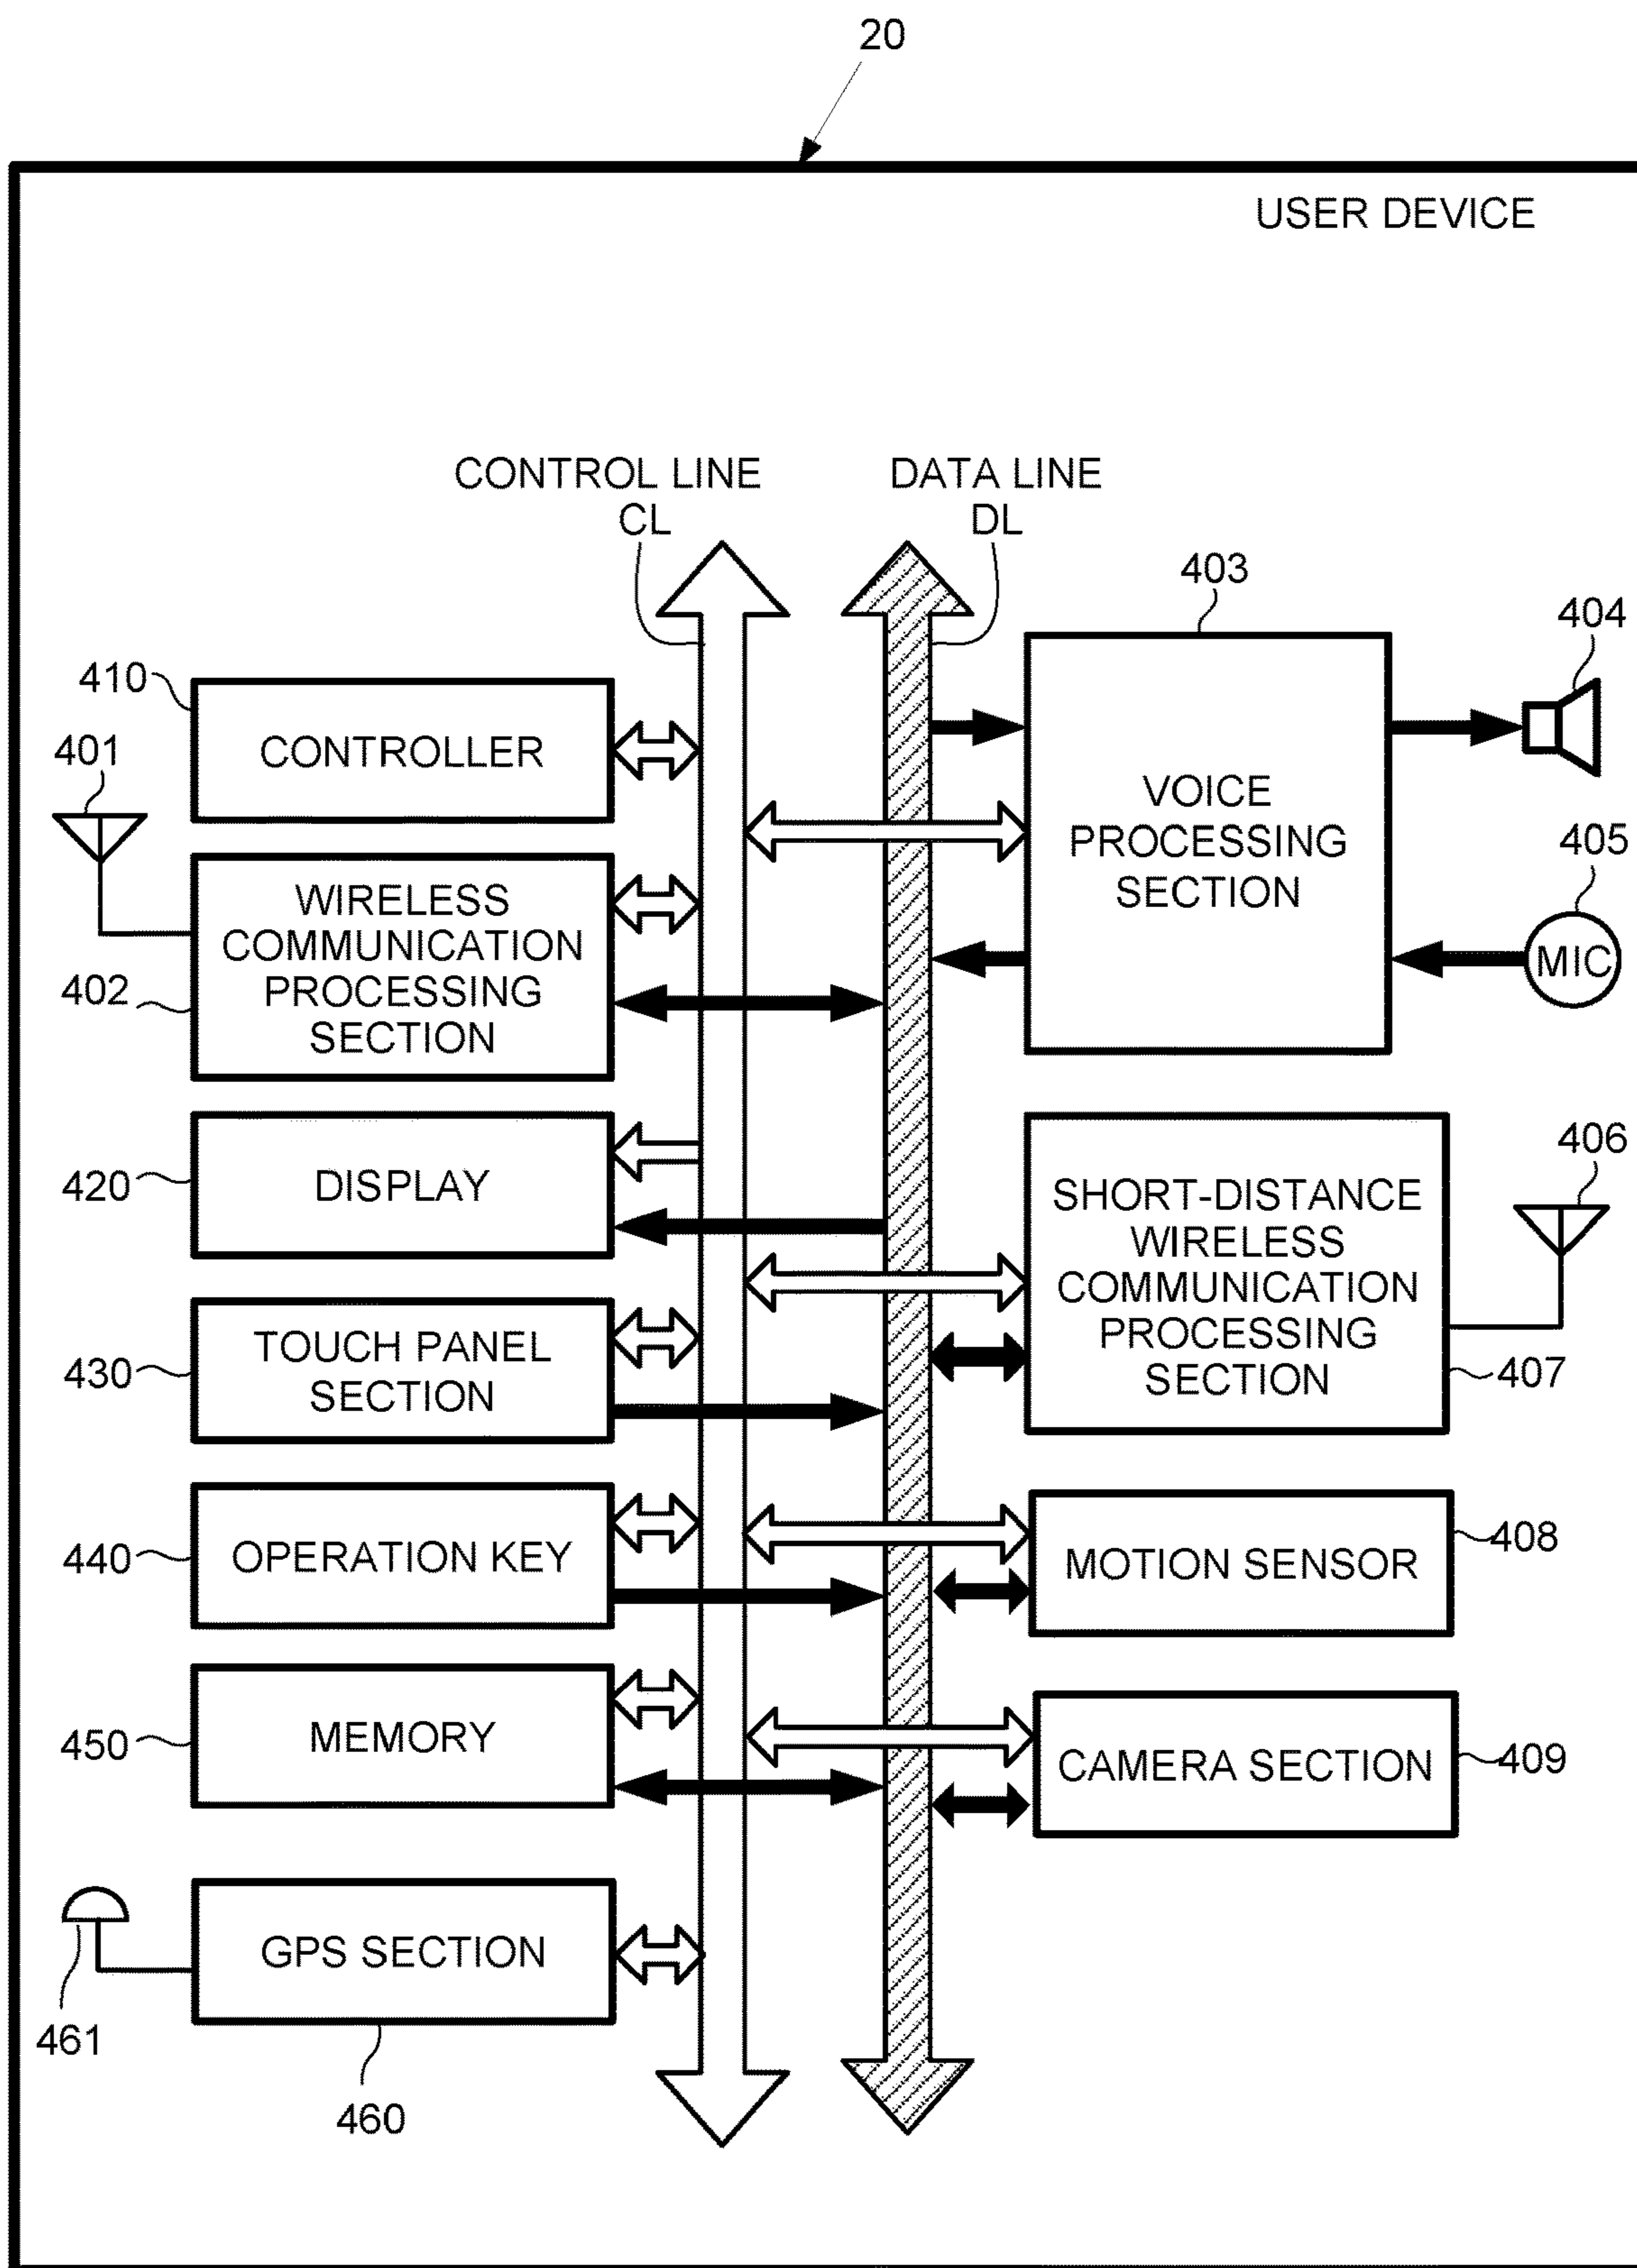 20
USER DEVICE
CONTROL LINE
CL
DATA LINE
DL
403
404
410
CONTROLLER
401
VOICE
PROCESSING
SECTION
405
MIC
WIRELESS
COMMUNICATION
PROCESSING
SECTION
402
420
DISPLAY
406
SHORT-DISTANCE
WIRELESS
COMMUNICATION
PROCESSING
SECTION
407
430
TOUCH PANEL
SECTION
440
OPERATION KEY
MOTION SENSOR
408
450
MEMORY
CAMERA SECTION
409
GPS SECTION
461
460